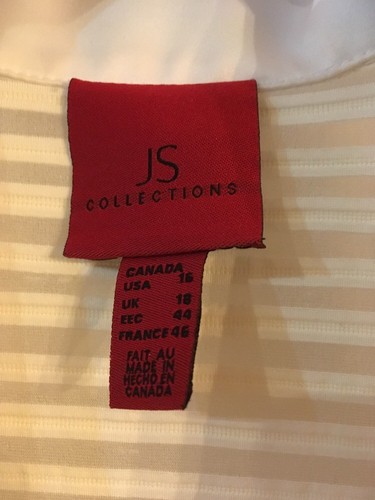 JS
COLLECTIONS
CANADA
USA 16
UK 18
EEC 44
FRANCE 46
FAIT AU
MADE IN
HECHO EN
CANADA